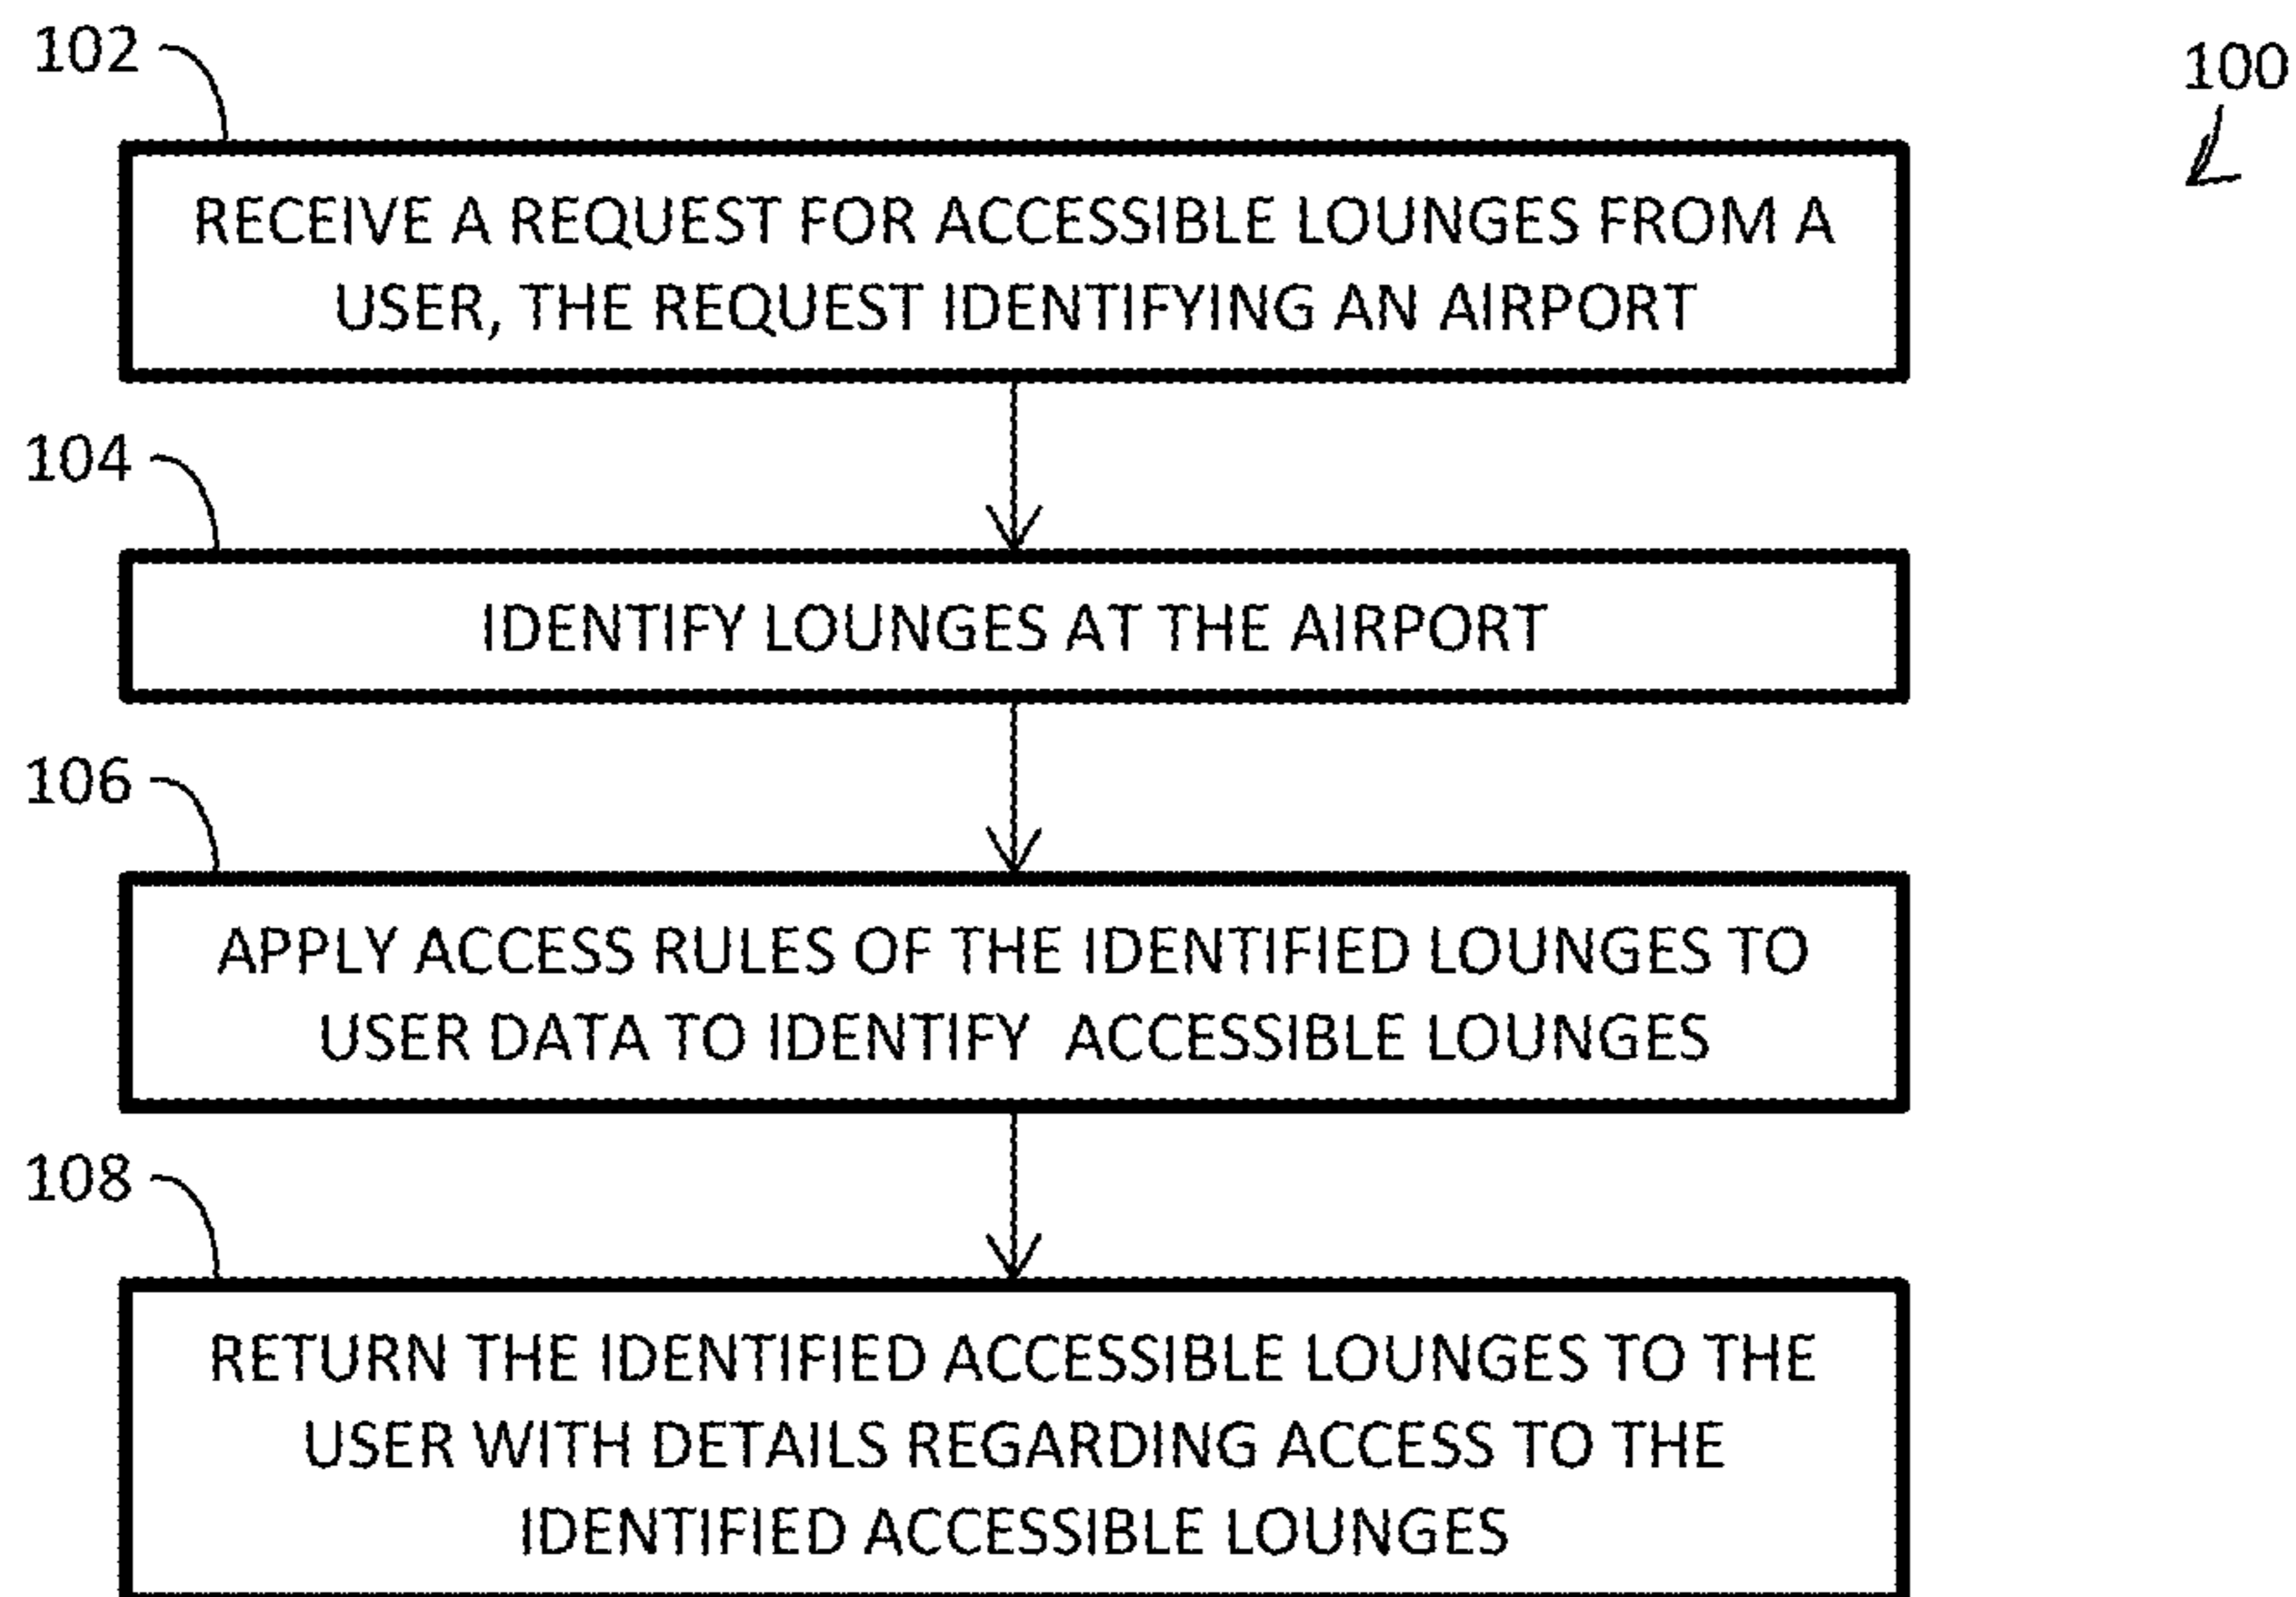 102
100
RECEIVE A REQUEST FOR ACCESSIBLE LOUNGES FROM A
USER, THE REQUEST IDENTIFYING AN AIRPORT
104
IDENTIFY LOUNGES AT THE AIRPORT
106
APPLY ACCESS RULES OF THE IDENTIFIED LOUNGES TO
USER DATA TO IDENTIFY ACCESSIBLE LOUNGES
108
RETURN THE IDENTIFIED ACCESSIBLE LOUNGES TO THE
USER WITH DETAILS REGARDING ACCESS TO THE
IDENTIFIED ACCESSIBLE LOUNGES